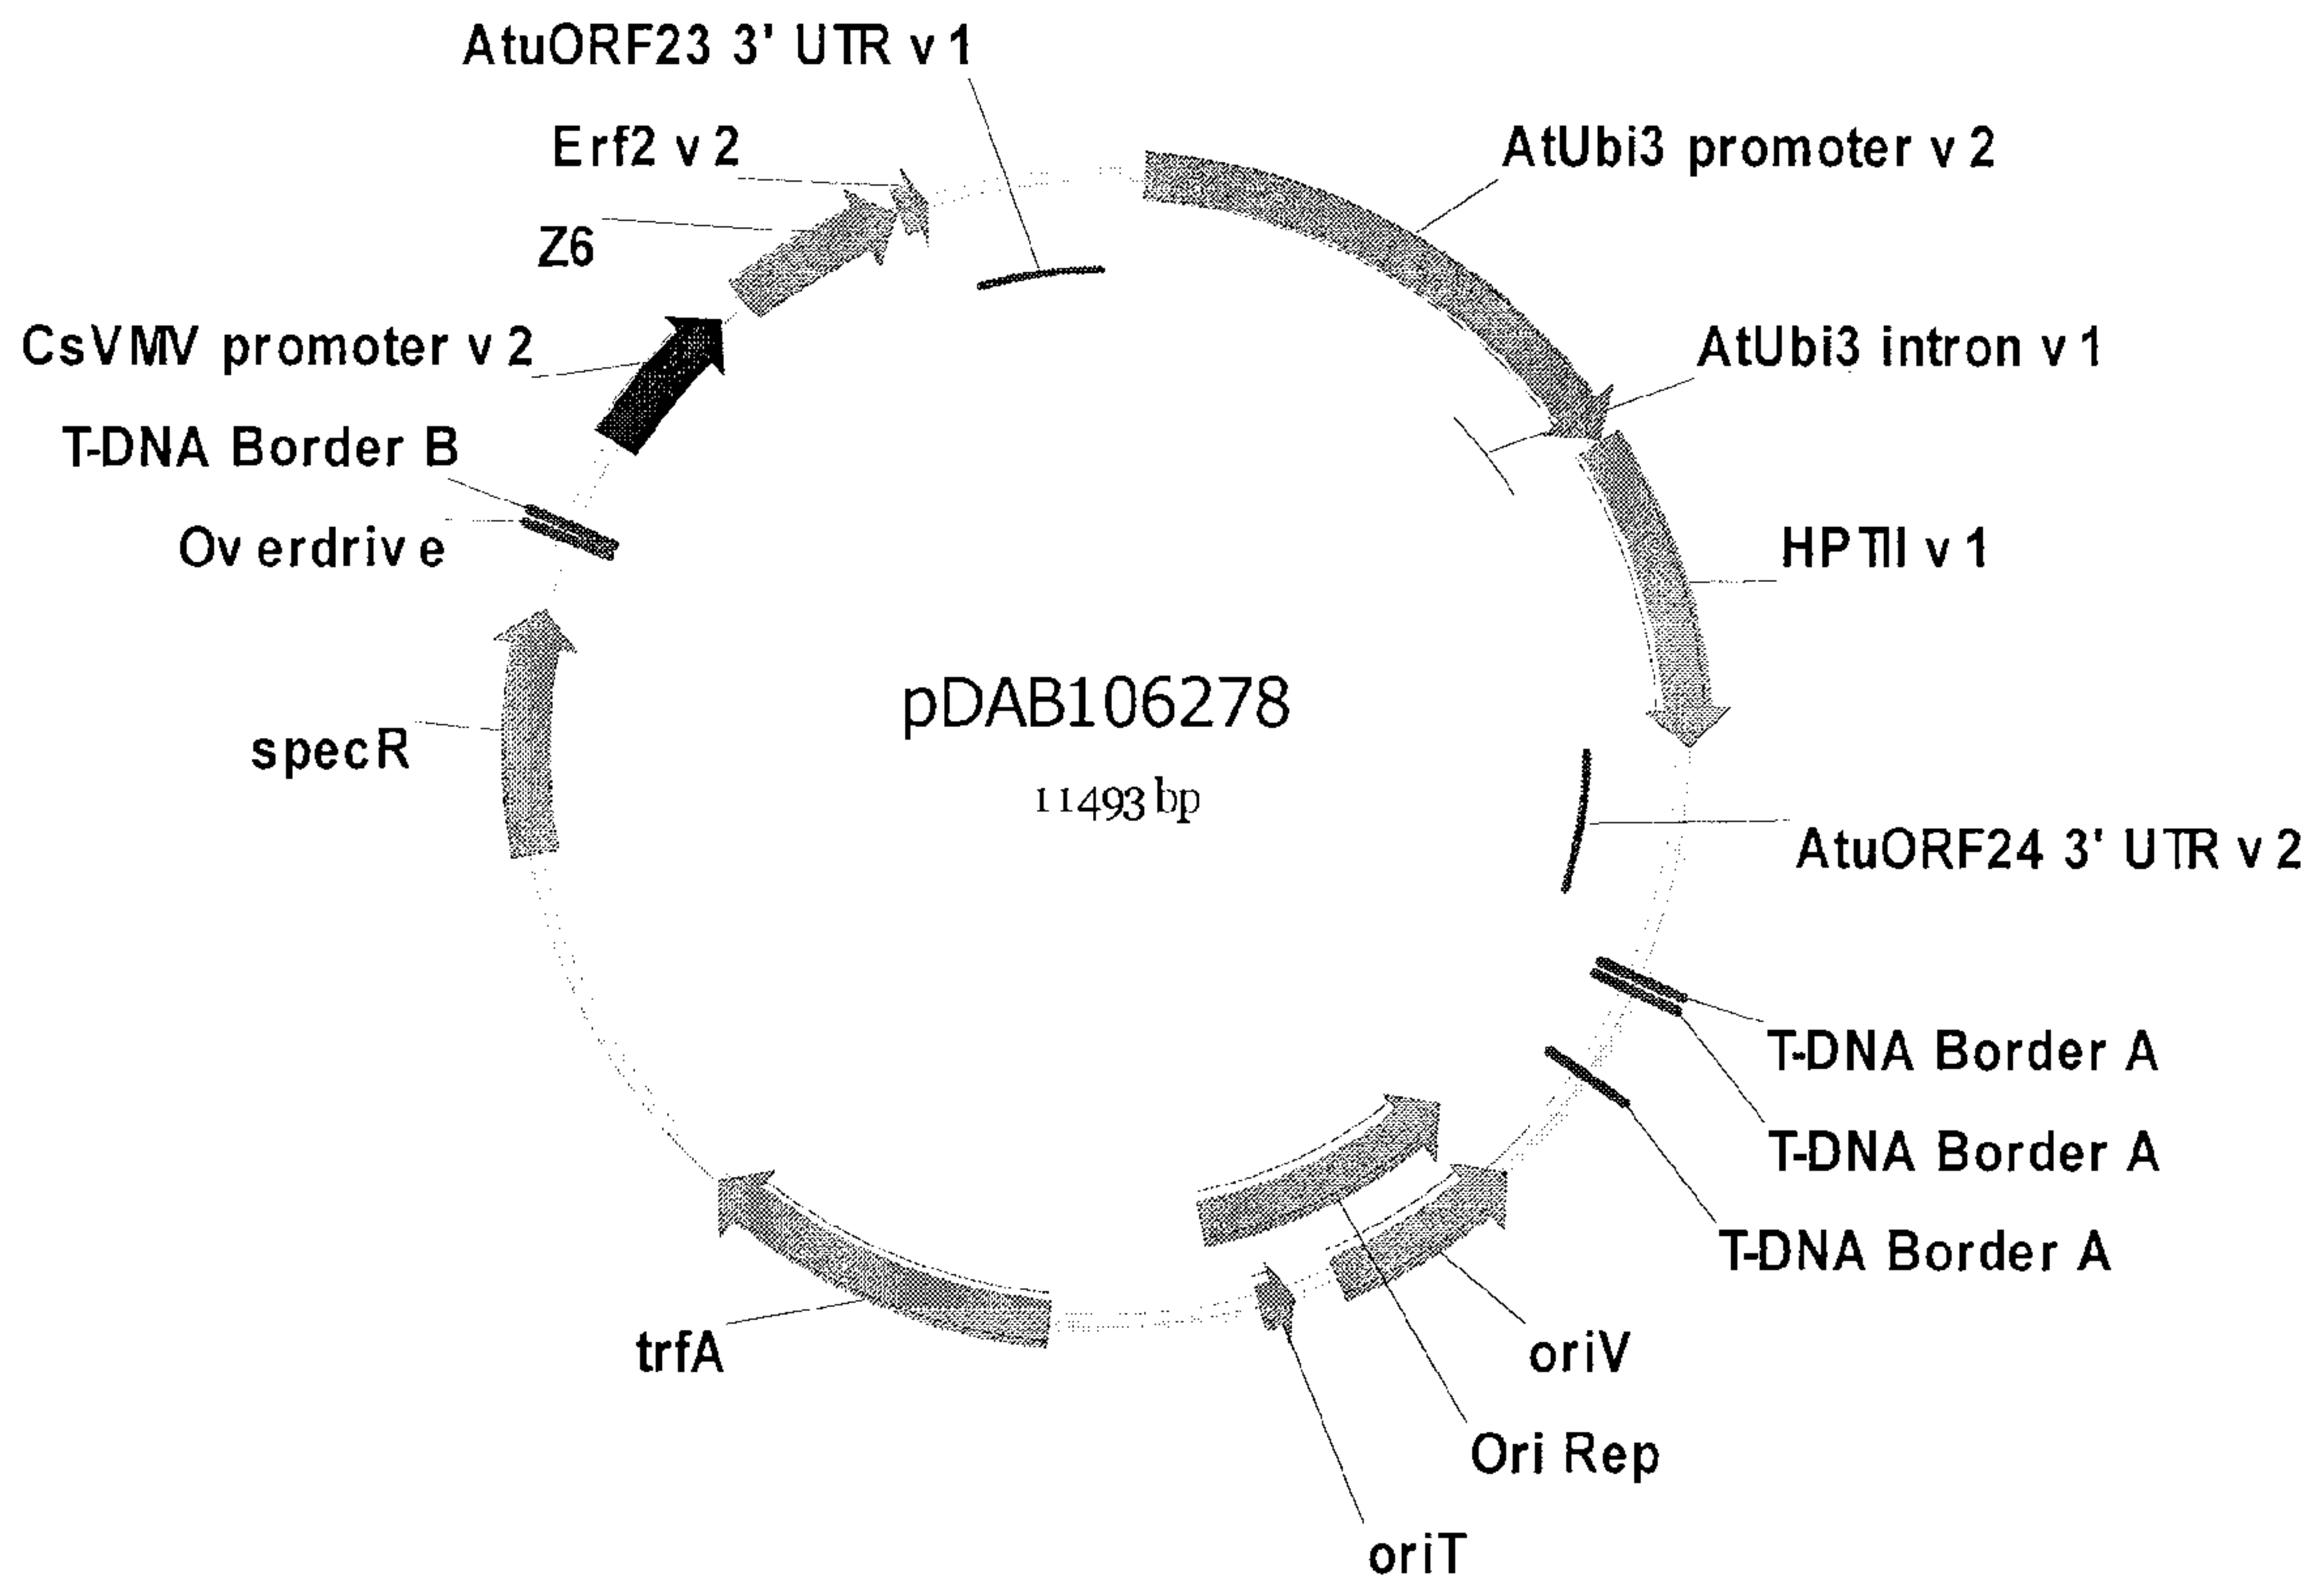 AtuORF23 3' UTR v 1
Erf2 v 2
AtUbi3 promoter v 2
Z6
CsVMV promoter v 2
AtUbi3 intron v 1
T-DNA Border B
Overdrive
HPTII v 1
pDAB106278
specR
11493 bp
AtuORF24 3' UTR v 2
T-DNA Border A
T-DNA Border A
T-DNA Border A
trfA
oriV
Ori Rep
oriT